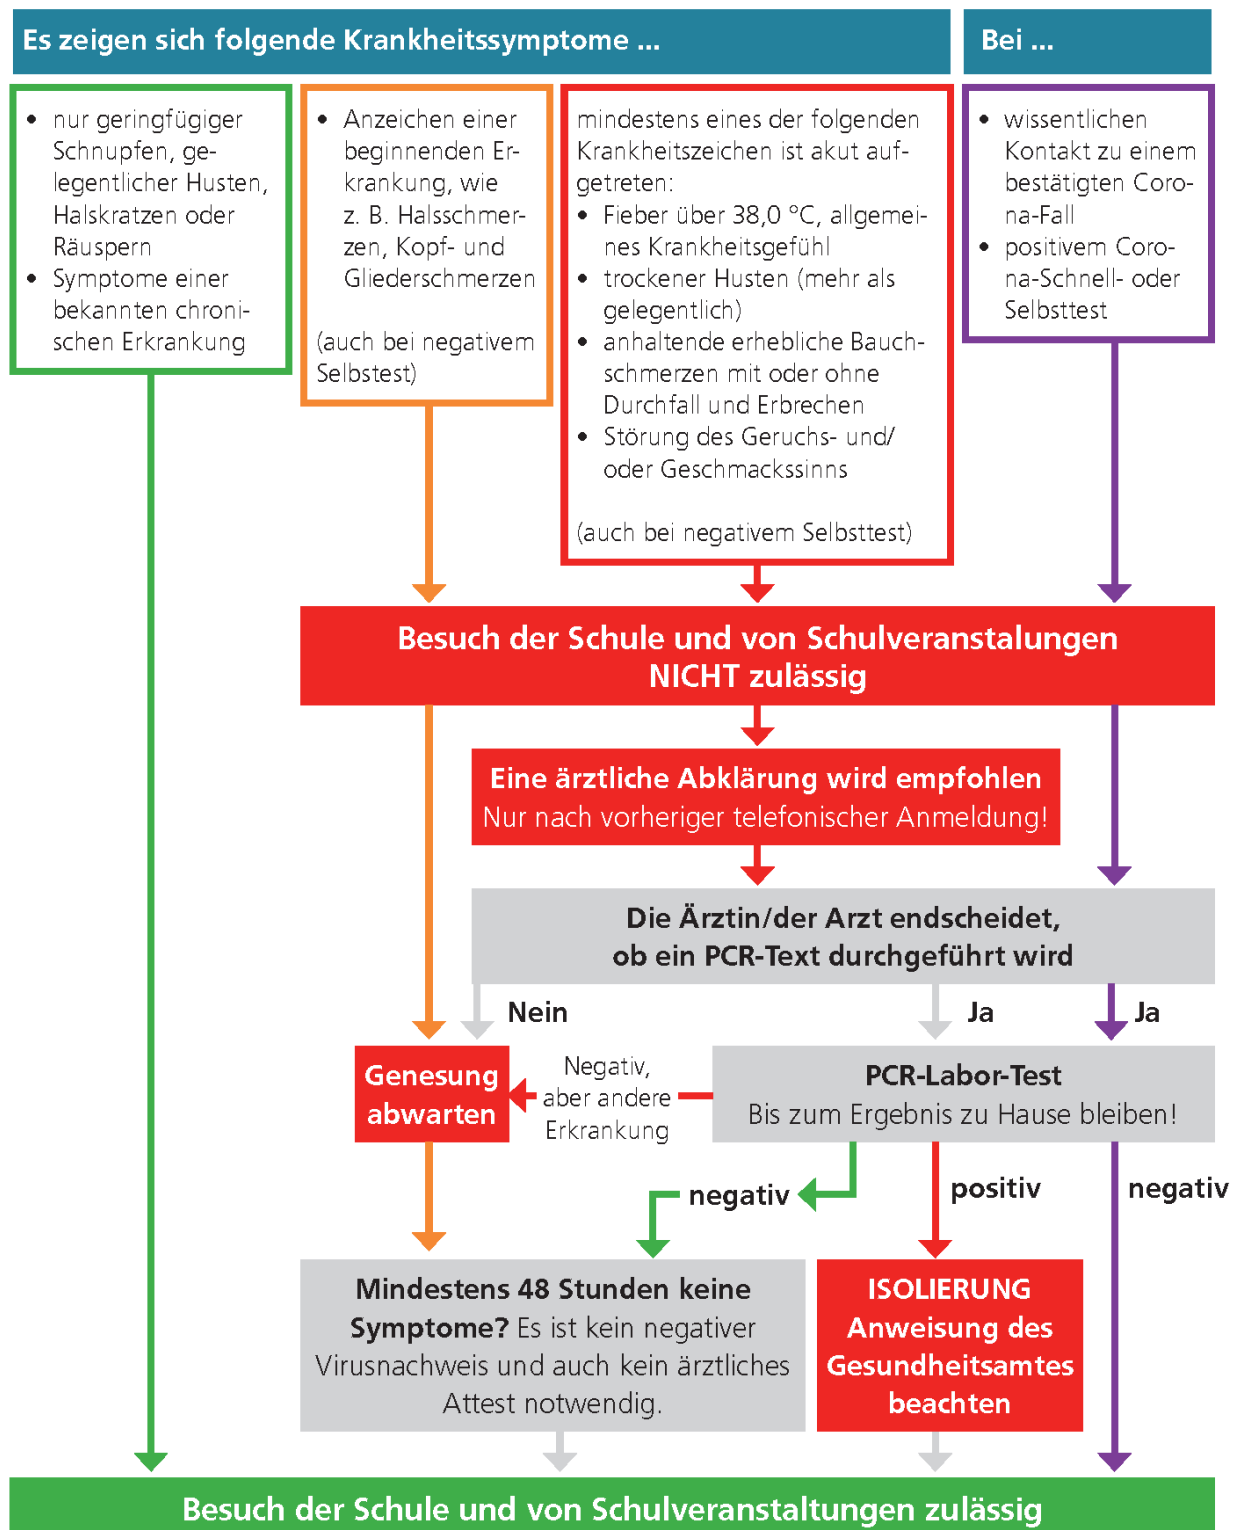 Es zeigen sich folgende Krankheitssymptome ...
Bei ...
• nur geringfügiger
Schnupfen, ge-
legentlicher Husten,
Halskratzen oder
Räuspern
• Symptome einer
bekannten chroni-
schen Erkrankung
• Anzeichen einer
beginnenden Er-
krankung, wie
z. B. Halsschmer-
zen, Kopf- und
Gliederschmerzen
(auch bei negativem
Selbstest)
mindestens eines der folgenden
Krankheitszeichen ist akut auf-
getreten:
• Fieber über 38,0 °C, allgemei-
nes Krankheitsgefühl
• trockener Husten (mehr als
gelegentlich)
• anhaltende erhebliche Bauch-
schmerzen mit oder ohne
Durchfall und Erbrechen
• Störung des Geruchs- und/
oder Geschmackssinns
(auch bei negativem Selbsttest)
• wissentlichen
Kontakt zu einem
bestätigten Coro-
na-Fall
• positivem Coro-
na-Schnell- oder
Selbsttest
Besuch der Schule und von Schulveranstalungen
NICHT zulässig
Eine ärztliche Abklärung wird empfohlen
Nur nach vorheriger telefonischer Anmeldung!
Die Ärztin/der Arzt endscheidet,
ob ein PCR-Text durchgeführt wird
Nein
Ja
Ja
Genesung
abwarten
Negativ,
aber andere
Erkrankung
PCR-Labor-Test
Bis zum Ergebnis zu Hause bleiben!
negativ
positiv
negativ
Mindestens 48 Stunden keine
Symptome? Es ist kein negativer
Virusnachweis und auch kein ärztliches
Attest notwendig.
ISOLIERUNG
Anweisung des
Gesundheitsamtes
beachten
Besuch der Schule und von Schulveranstaltungen zulässig